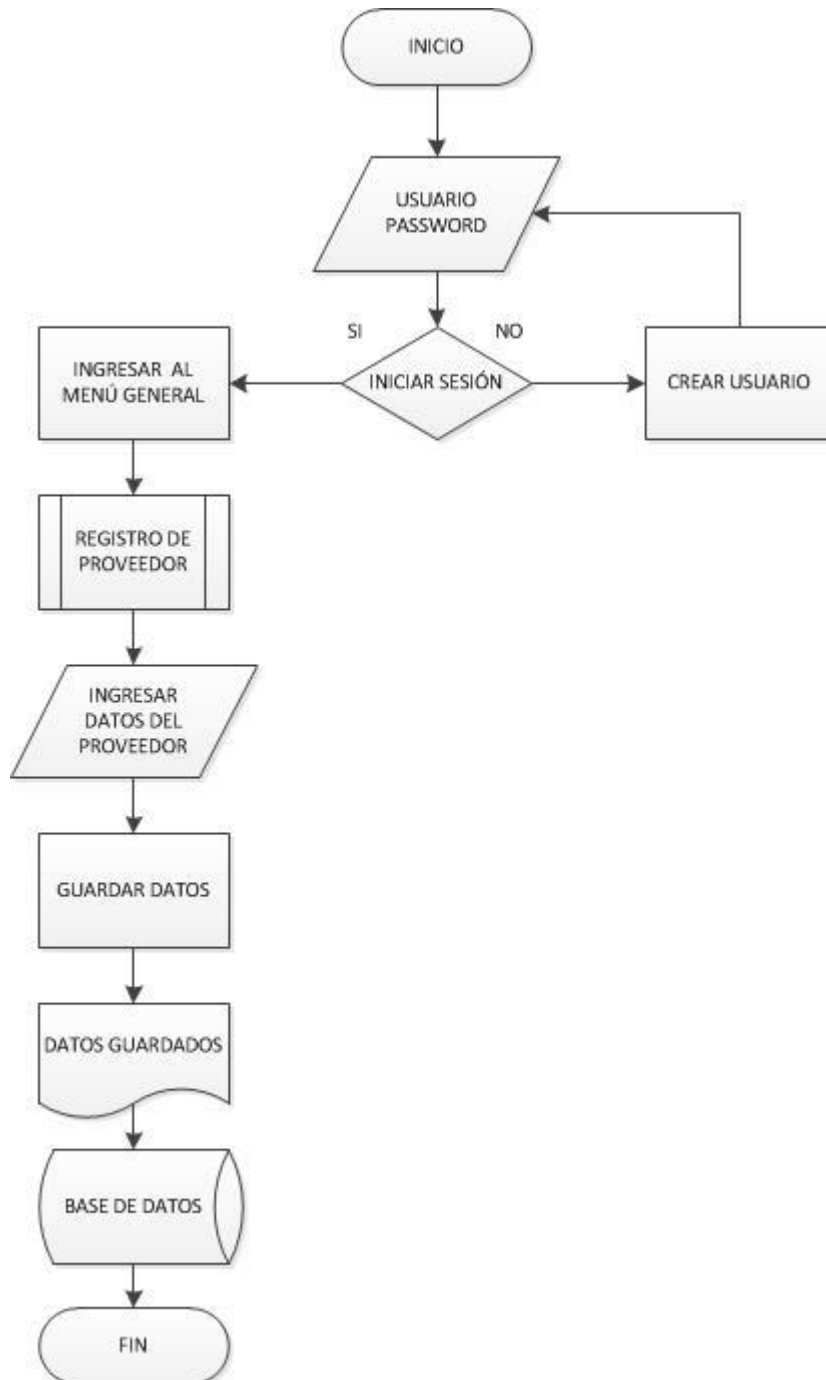 INICIO
USUARIO
PASSWORD
SI
NO
INGRESAR AL
MENÚ GENERAL
INICIAR SESIÓN
CREAR USUARIO
REGISTRO DE
PROVEEDOR
INGRESAR
DATOS DEL
PROVEEDOR
GUARDAR DATOS
DATOS GUARDADOS
BASE DE DATOS
FIN